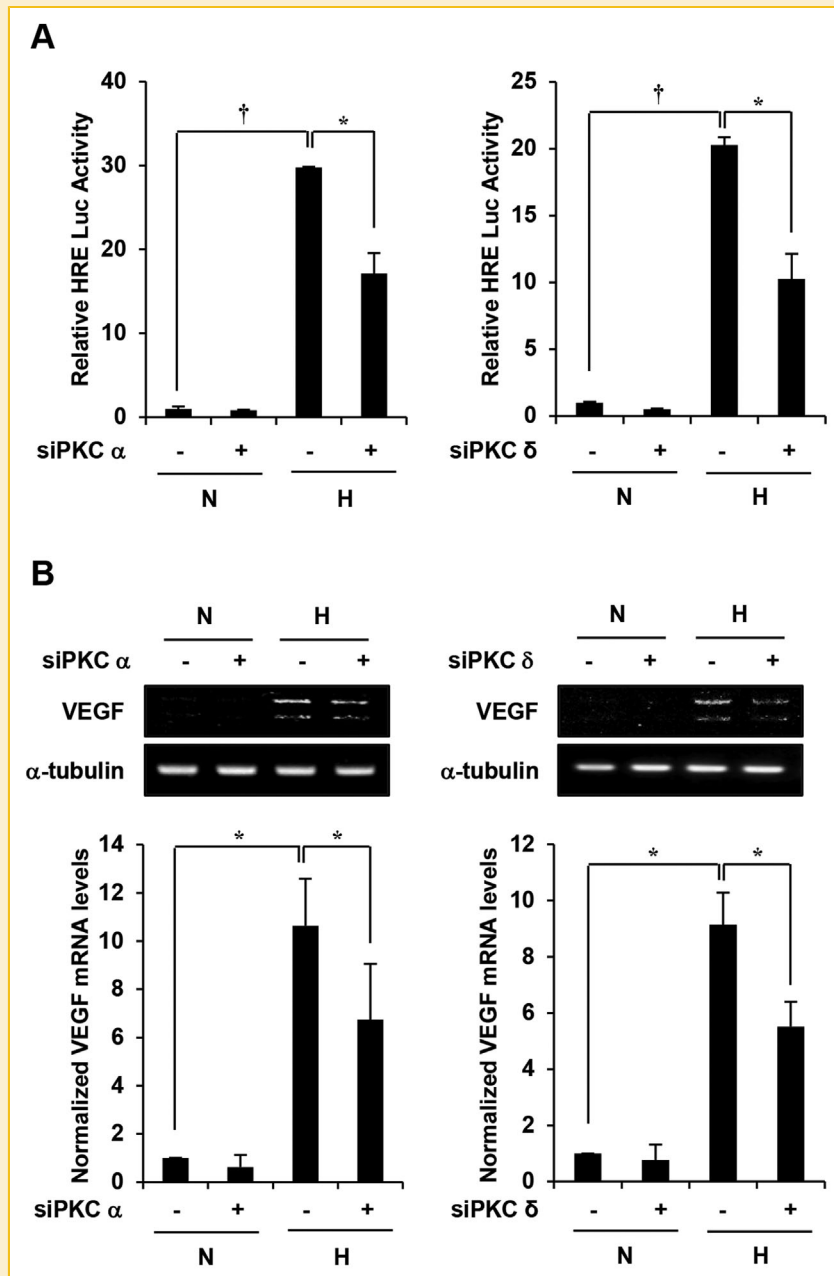 A
Relative HRE Luc Activity
40
30
20
10
0
†
*
siPKC α - + - +
N H
Relative HRE Luc Activity
25
20
15
10
5
0
†
*
siPKC δ - + - +
N H
B
N H
siPKC α - + - +
VEGF
α-tubulin
Normalized VEGF mRNA levels
14
12
10
8
6
4
2
0
*
*
siPKC α - + - +
N H
N H
siPKC δ - + - +
VEGF
α-tubulin
Normalized VEGF mRNA levels
12
10
8
6
4
2
0
*
*
siPKC δ - + - +
N H